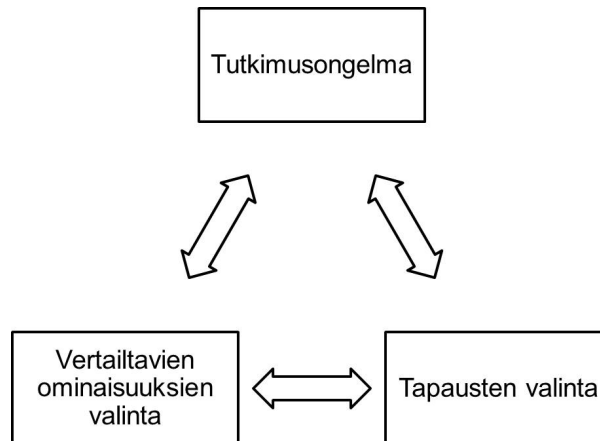 Tutkimusongelma
Vertailtavien
ominaisuuksien
valinta
Tapausten valinta